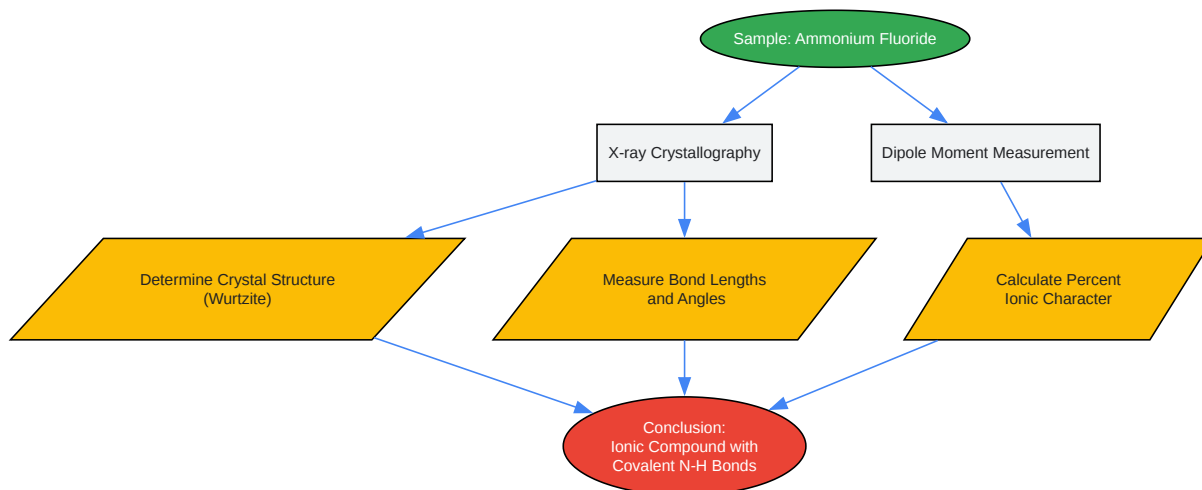 Sample: Ammonium Fluoride
X-ray Crystallography
Dipole Moment Measurement
Determine Crystal Structure
(Wurtzite)
Measure Bond Lengths
and Angles
Calculate Percent
Ionic Character
Conclusion:
Ionic Compound with
Covalent N-H Bonds